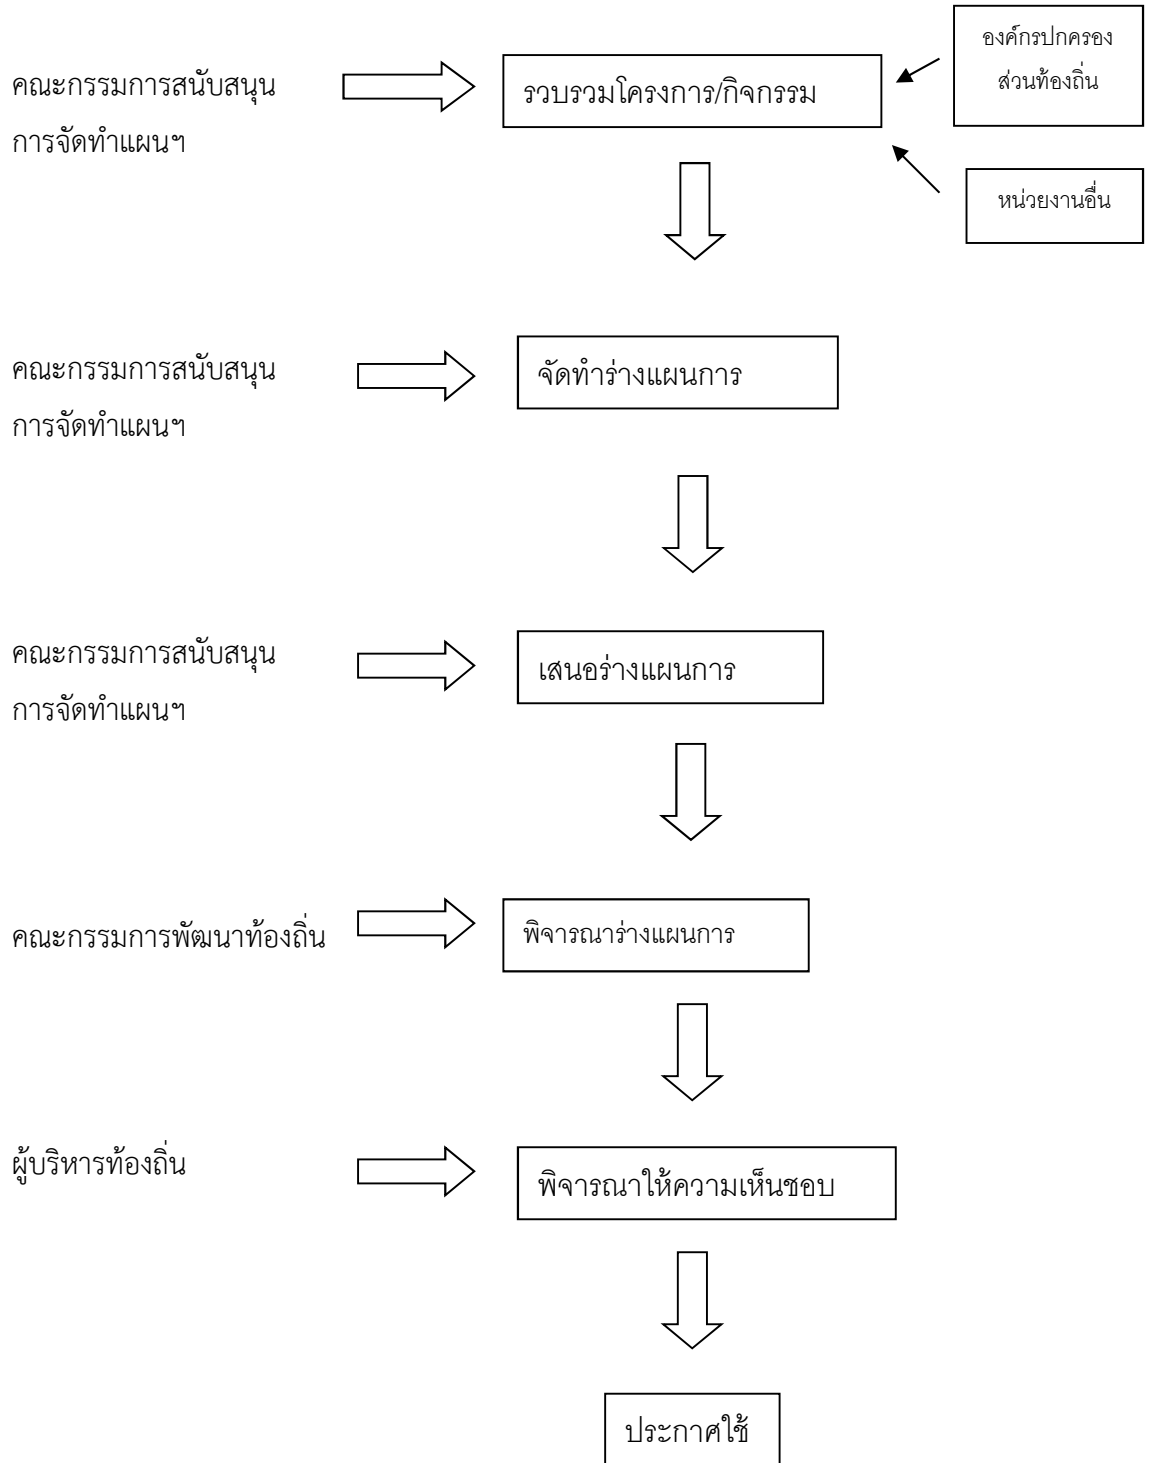 องค์กรปกครอง
ส่วนท้องถิ่น
คณะกรรมการสนับสนุน
การจัดทำแผนฯ
รวบรวมโครงการ/กิจกรรม
หน่วยงานอื่น
คณะกรรมการสนับสนุน
การจัดทำแผนฯ
จัดทำร่างแผนการ
คณะกรรมการสนับสนุน
การจัดทำแผนฯ
เสนอร่างแผนการ
คณะกรรมการพัฒนาท้องถิ่น
พิจารณาร่างแผนการ
ผู้บริหารท้องถิ่น
พิจารณาให้ความเห็นชอบ
ประกาศใช้